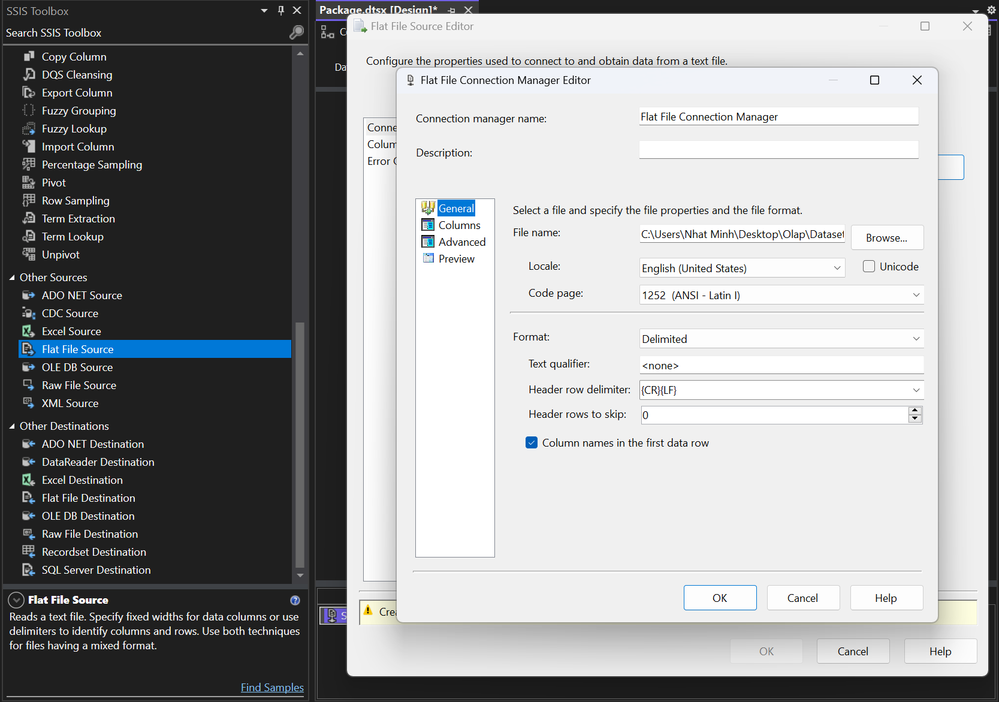 SSIS Toolbox
Search SSIS Toolbox
Copy Column
DQS Cleansing
Export Column
Fuzzy Grouping
Fuzzy Lookup
Import Column
Percentage Sampling
Pivot
Row Sampling
Term Extraction
Term Lookup
Unpivot
Other Sources
ADO NET Source
CDC Source
Excel Source
Flat File Source
OLE DB Source
Raw File Source
XML Source
Other Destinations
ADO NET Destination
DataReader Destination
Excel Destination
Flat File Destination
OLE DB Destination
Raw File Destination
Recordset Destination
SQL Server Destination
Flat File Source
Reads a text file. Specify fixed widths for data columns or use
delimiters to identify columns and rows. Use both techniques
for files having a mixed format.
Find Samples
Package.dtsx [Design]*
Flat File Source Editor
Configure the properties used to connect to and obtain data from a text file.
Flat File Connection Manager Editor
Connection manager name:
Flat File Connection Manager
Description:
General
Columns
Advanced
Preview
Select a file and specify the file properties and the file format.
File name:
C:\Users\Nhat Minh\Desktop\Olap\Dataset
Browse...
Locale:
English (United States)
Unicode
Code page:
1252 (ANSI - Latin I)
Format:
Delimited
Text qualifier:
<none>
Header row delimiter:
{CR}{LF}
Header rows to skip:
0
Column names in the first data row
OK
Cancel
Help
OK
Cancel
Help